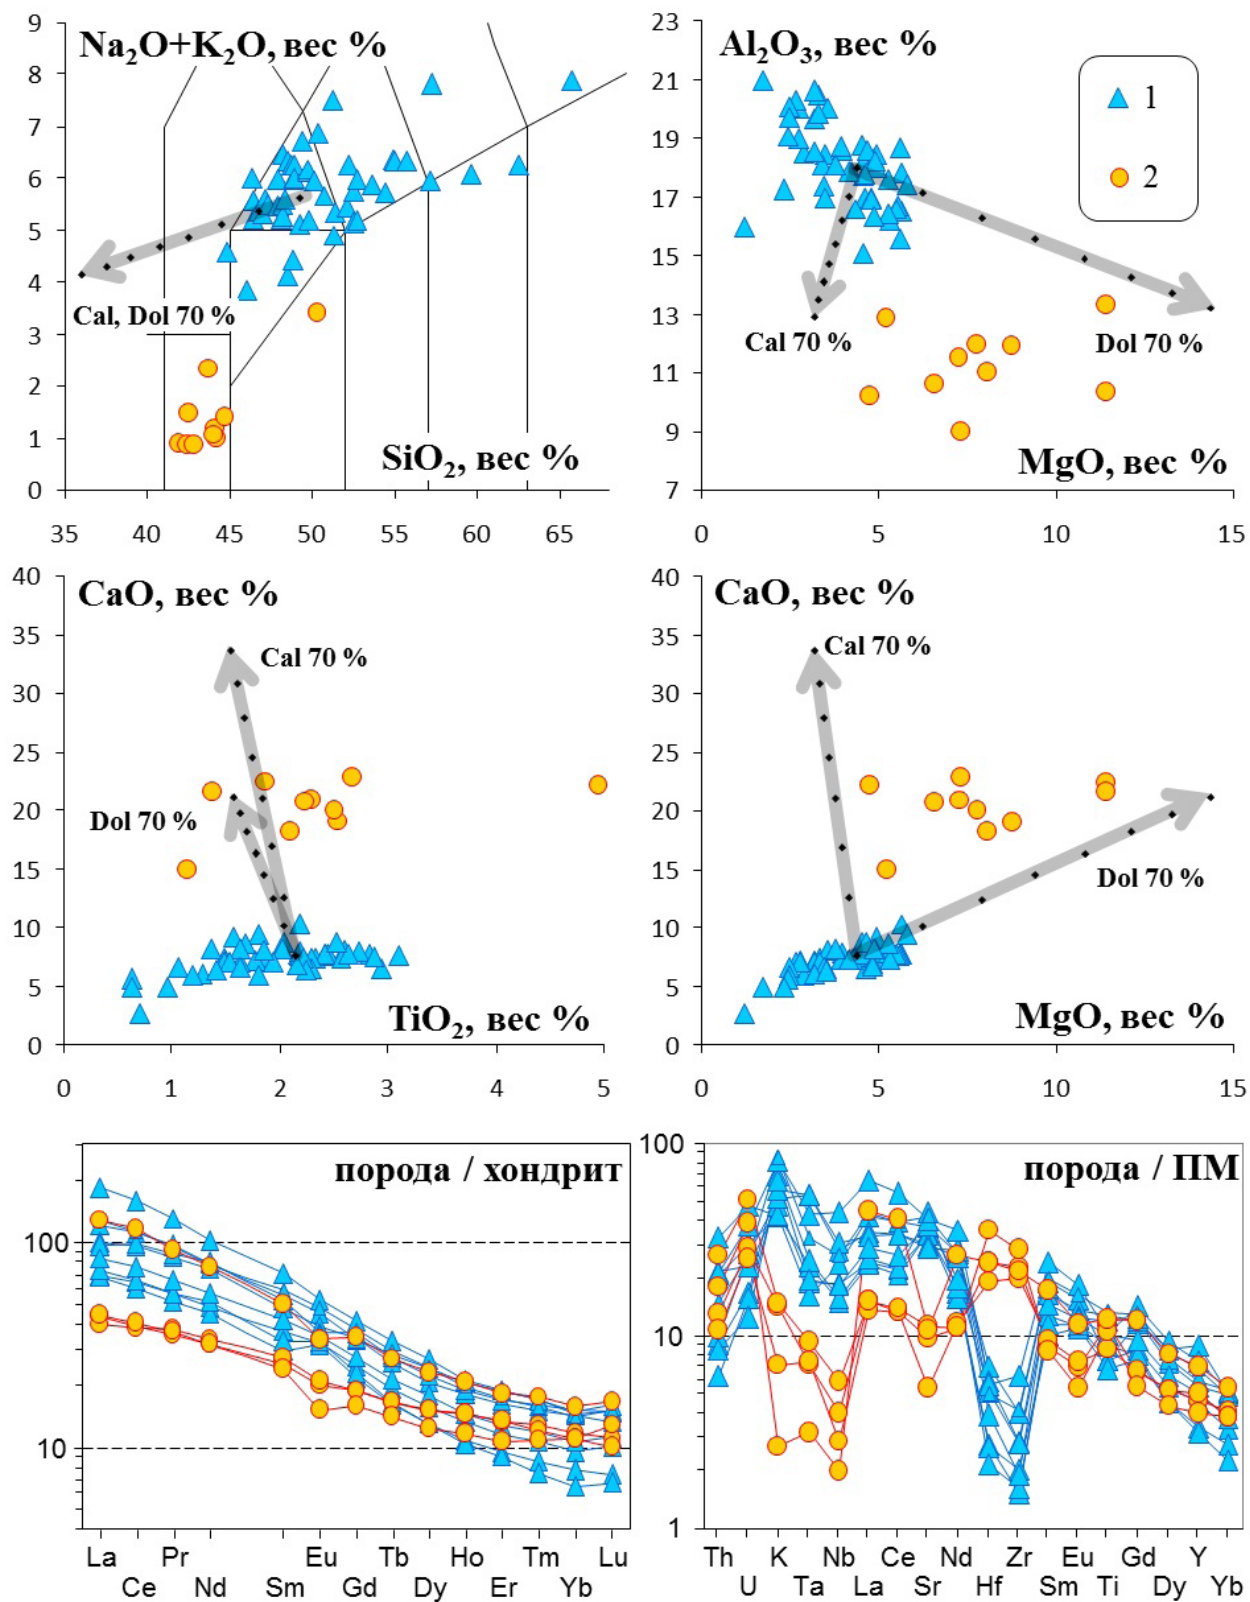 Na₂O+K₂O, вес %
9
8
7
6
5
4
3
2
1
0
Cal, Dol 70 %
SiO₂, вес %
35 40 45 50 55 60 65
Al₂O₃, вес %
23
21
19
17
15
13
11
9
7
1
2
Cal 70 %
Dol 70 %
MgO, вес %
0 5 10 15
CaO, вес %
40
35
30
25
20
15
10
5
0
Cal 70 %
Dol 70 %
TiO₂, вес %
0 1 2 3 4 5
CaO, вес %
40
35
30
25
20
15
10
5
0
Cal 70 %
Dol 70 %
MgO, вес %
0 5 10 15
порода / хондрит
100
10
La Pr Eu Tb Ho Tm Lu
Ce Nd Sm Gd Dy Er Yb
порода / ПМ
100
10
1
Th K Nb Ce Nd Zr Eu Gd Y
U Ta La Sr Hf Sm Ti Dy Yb